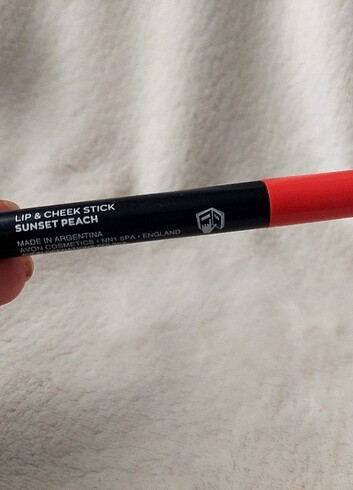 LIP & CHEEK STICK
SUNSET PEACH
MADE IN ARGENTINA
AVON COSMETICS • NN1 5PA • ENGLAND